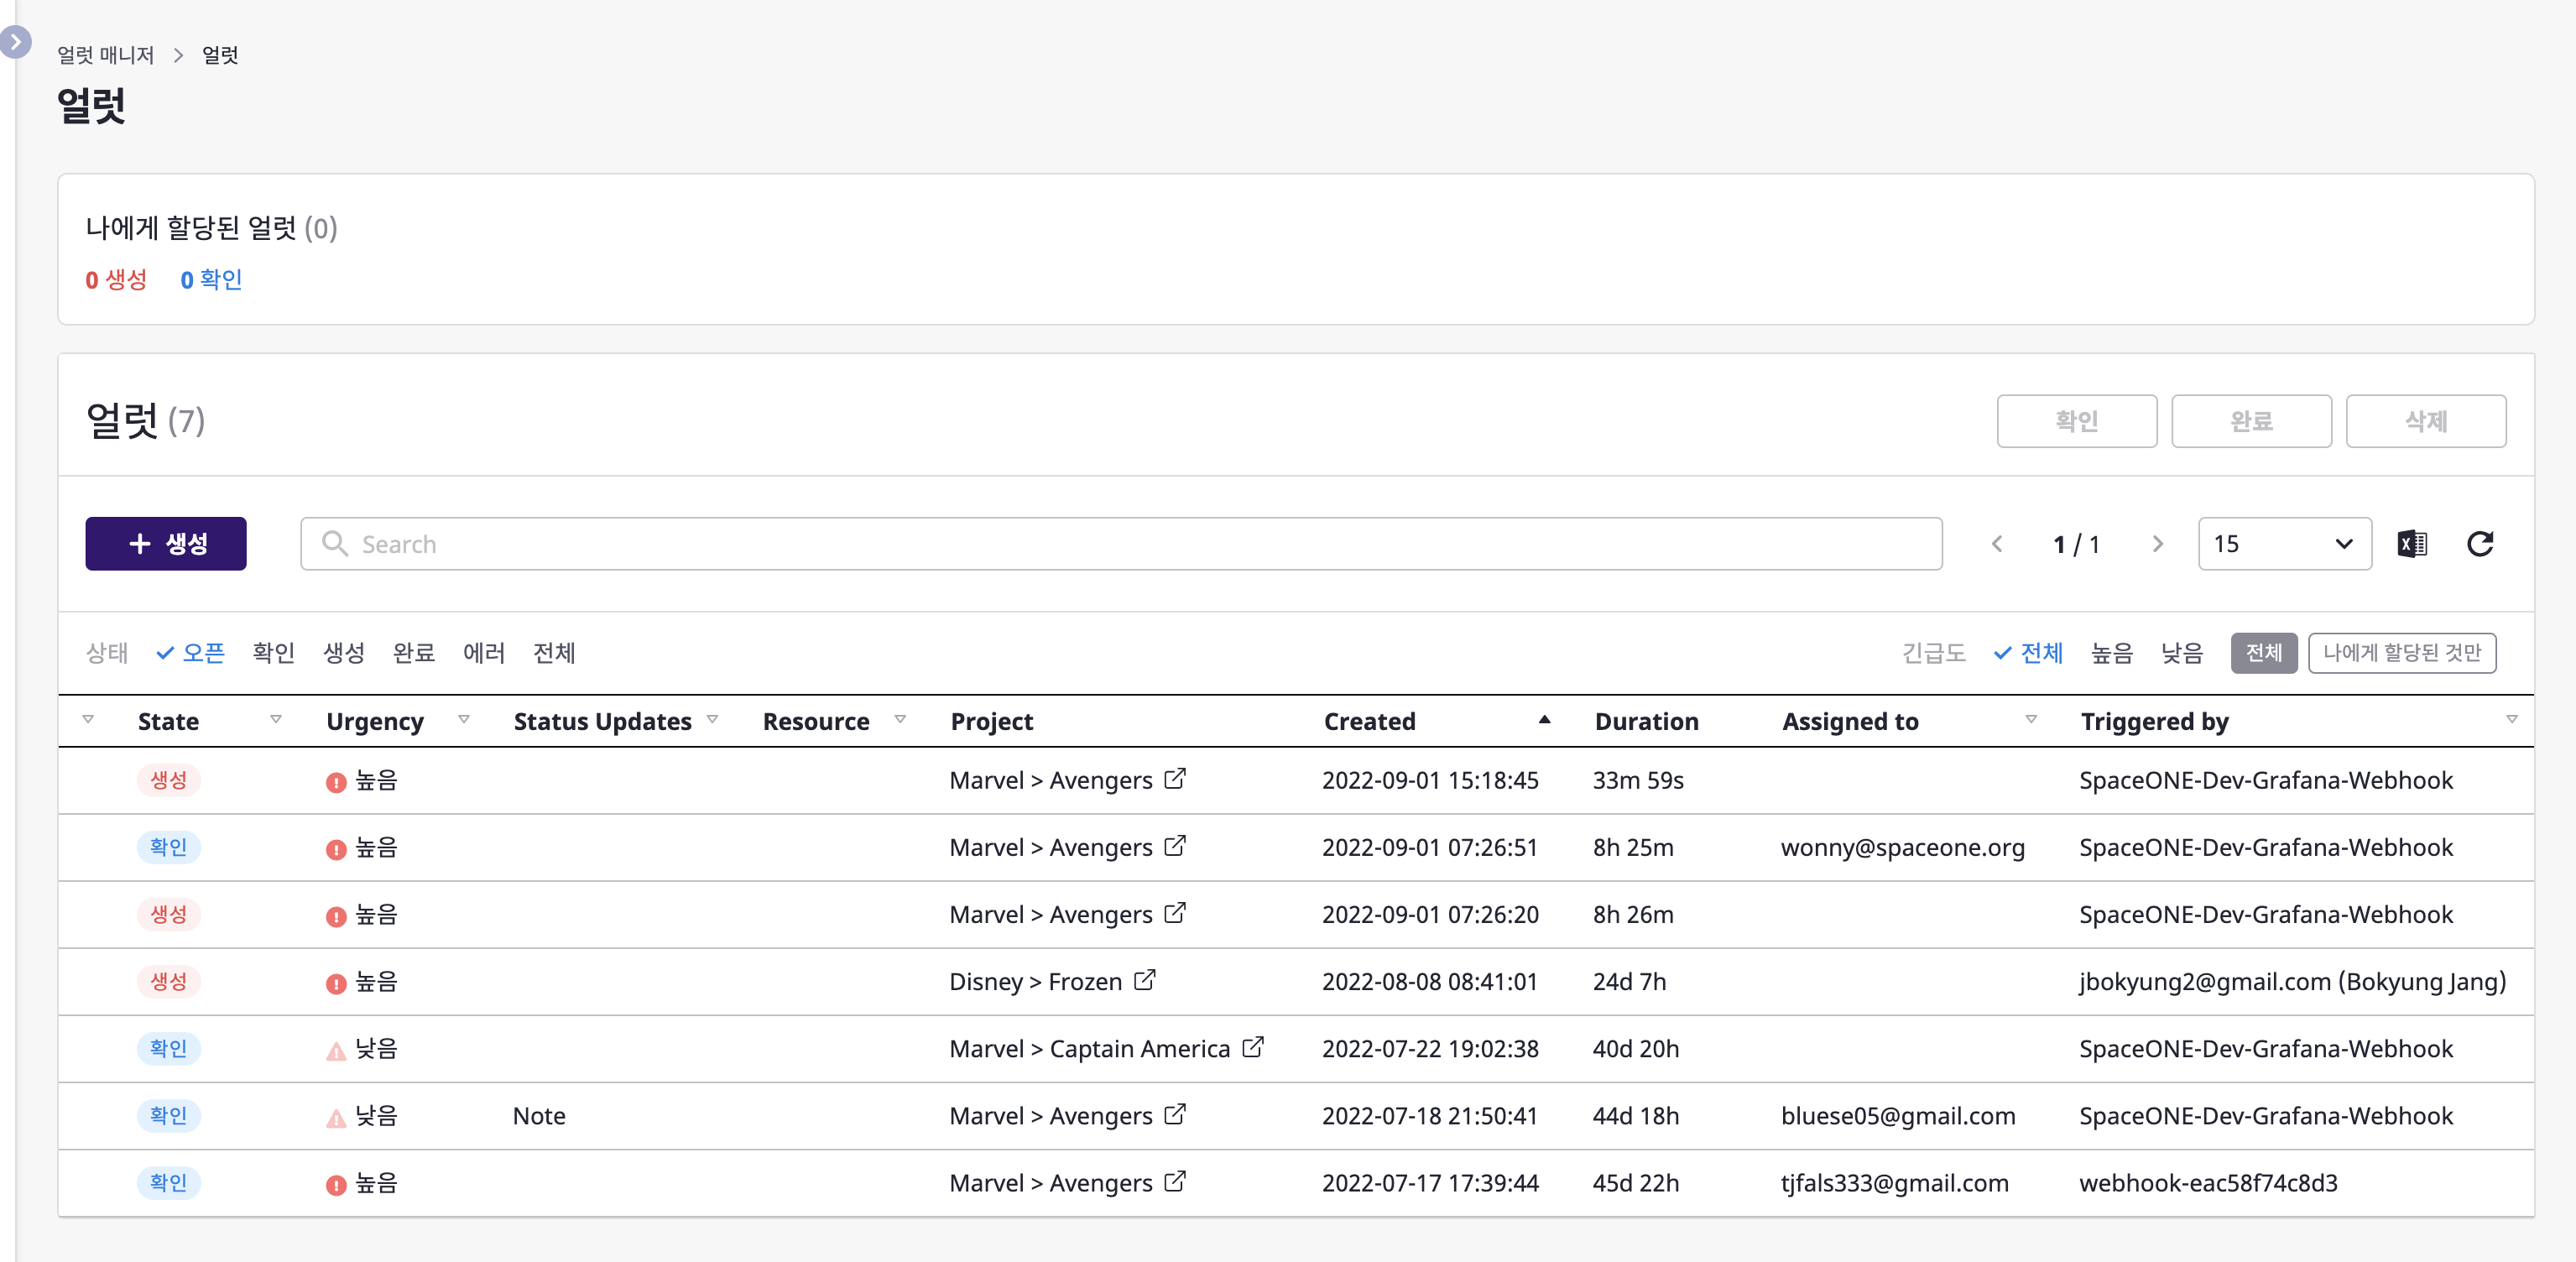 얼럿 매니저 > 얼럿
얼럿
나에게 할당된 얼럿 (0)
0 생성 0 확인
얼럿 (7) 확인 완료 삭제
+ 생성 Search 1 / 1 15
상태 오픈 확인 생성 완료 에러 전체 긴급도 전체 높음 낮음 전체 나에게 할당된 것만
State Urgency Status Updates Resource Project Created Duration Assigned to Triggered by
생성 높음 Marvel > Avengers 2022-09-01 15:18:45 33m 59s SpaceONE-Dev-Grafana-Webhook
확인 높음 Marvel > Avengers 2022-09-01 07:26:51 8h 25m wonny@spaceone.org SpaceONE-Dev-Grafana-Webhook
생성 높음 Marvel > Avengers 2022-09-01 07:26:20 8h 26m SpaceONE-Dev-Grafana-Webhook
생성 높음 Disney > Frozen 2022-08-08 08:41:01 24d 7h jbokyung2@gmail.com (Bokyung Jang)
확인 낮음 Marvel > Captain America 2022-07-22 19:02:38 40d 20h SpaceONE-Dev-Grafana-Webhook
확인 낮음 Note Marvel > Avengers 2022-07-18 21:50:41 44d 18h bluese05@gmail.com SpaceONE-Dev-Grafana-Webhook
확인 높음 Marvel > Avengers 2022-07-17 17:39:44 45d 22h tjfals333@gmail.com webhook-eac58f74c8d3